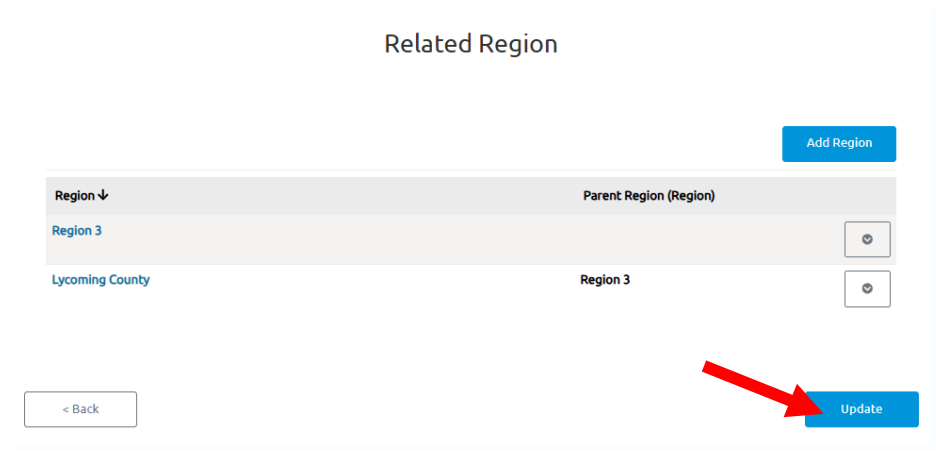 Related Region
Add Region
Region Parent Region (Region)
Region 3
Lycoming County Region 3
< Back Update